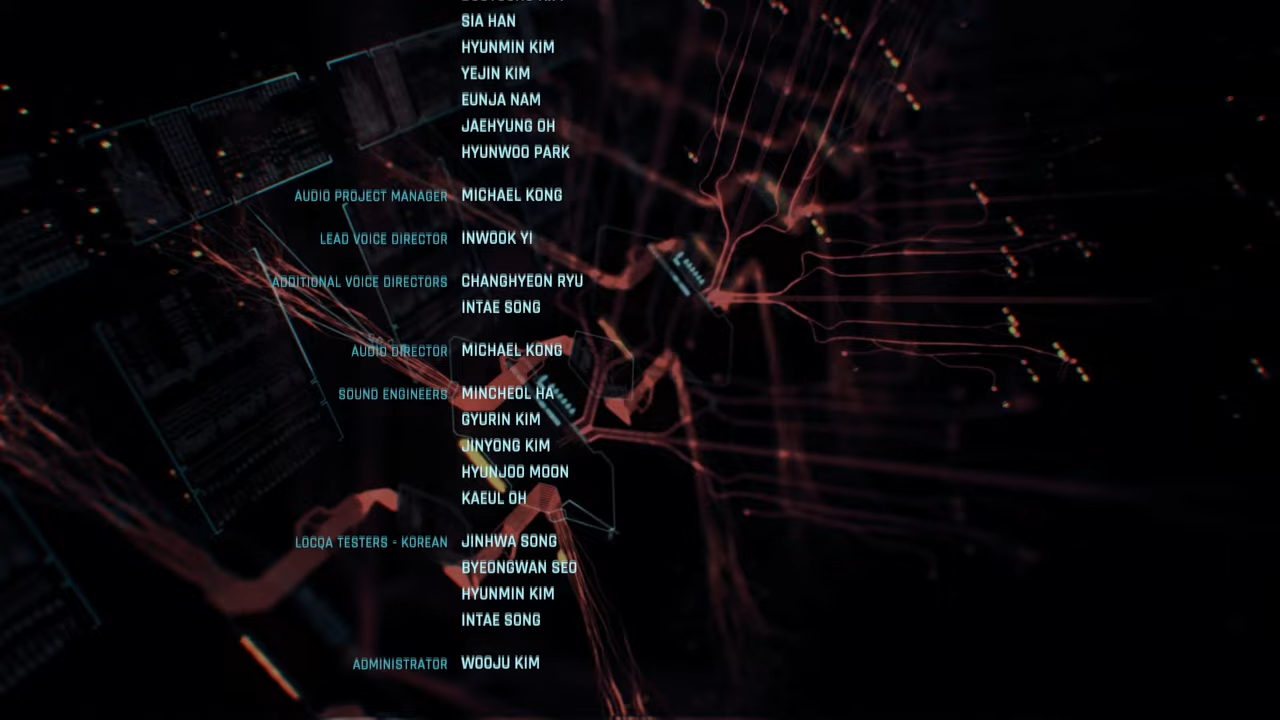 SIA HAN
HYUNMIN KIM
YEJIN KIM
EUNJA NAM
JAEHYUNG OH
HYUNWOO PARK
AUDIO PROJECT MANAGER MICHAEL KONG
LEAD VOICE DIRECTOR INWOOK YI
ADDITIONAL VOICE DIRECTORS CHANGHYEON RYU
INTAE SONG
AUDIO DIRECTOR MICHAEL KONG
SOUND ENGINEERS MINCHEOL HA
GYURIN KIM
JINYONG KIM
HYUNJOO MOON
KAEUL OH
LOCQA TESTERS - KOREAN JINHWA SONG
BYEONGWAN SEO
HYUNMIN KIM
INTAE SONG
ADMINISTRATOR WOOJU KIM